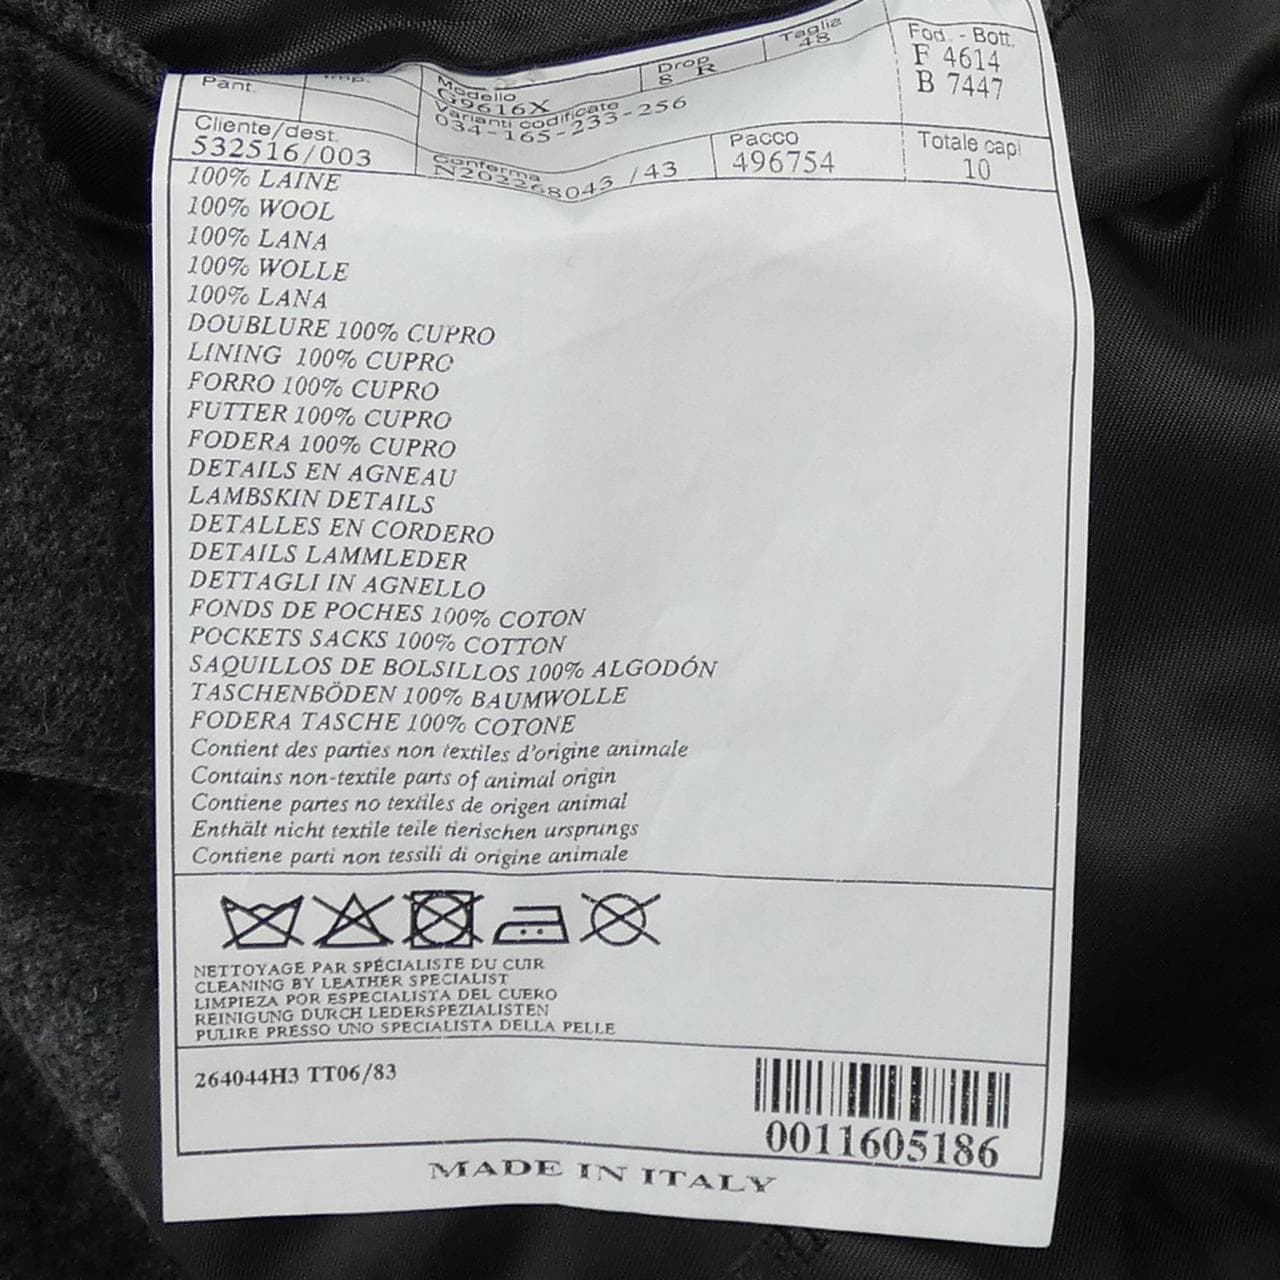 Pant. Imp. Modello Drop Taglia Fod. - Bott.
G9616X 8 R 48 F 4614
Varianti codificate B 7447
034-165-233-256
Cliente/dest. Conferma Pacco Totale capi
532516/003 N202268043 /43 496754 10
100% LAINE
100% WOOL
100% LANA
100% WOLLE
100% LANA
DOUBLURE 100% CUPRO
LINING 100% CUPRO
FORRO 100% CUPRO
FUTTER 100% CUPRO
FODERA 100% CUPRO
DETAILS EN AGNEAU
LAMBSKIN DETAILS
DETALLES EN CORDERO
DETAILS LAMMLEDER
DETTAGLI IN AGNELLO
FONDS DE POCHES 100% COTON
POCKETS SACKS 100% COTTON
SAQUILLOS DE BOLSILLOS 100% ALGODÓN
TASCHENBÖDEN 100% BAUMWOLLE
FODERA TASCHE 100% COTONE
Contient des parties non textiles d'origine animale
Contains non-textile parts of animal origin
Contiene partes no textiles de origen animal
Enthält nicht textile teile tierischen ursprungs
Contiene parti non tessili di origine animale
NETTOYAGE PAR SPÉCIALISTE DU CUIR
CLEANING BY LEATHER SPECIALIST
LIMPIEZA POR ESPECIALISTA DEL CUERO
REINIGUNG DURCH LEDERSPEZIALISTEN
PULIRE PRESSO UNO SPECIALISTA DELLA PELLE
264044H3 TT06/83
0011605186
MADE IN ITALY